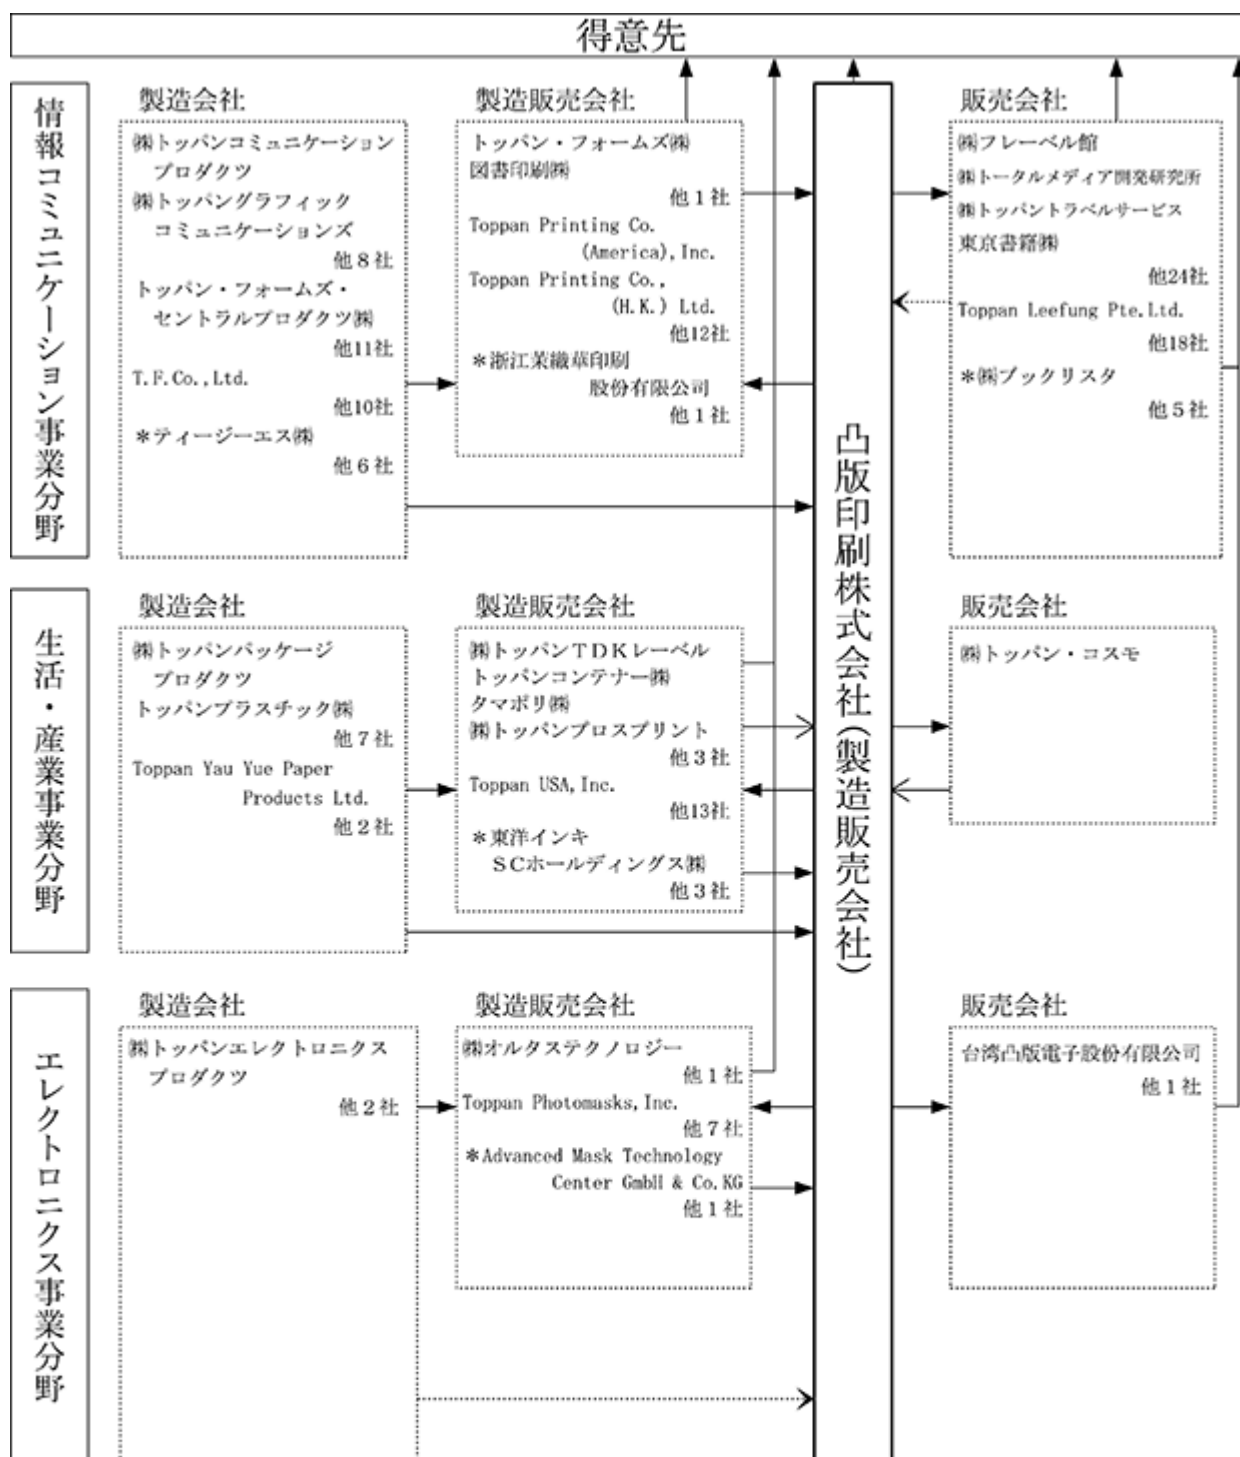 得意先
情報コミュニケーション事業分野
製造会社
㈱トッパンコミュニケーション
プロダクツ
㈱トッパングラフィック
コミュニケーションズ
他８社
トッパン・フォームズ・
セントラルプロダクツ㈱
他11社
T.F.Co.,Ltd.
他10社
＊ティージーエス㈱
他６社
製造販売会社
トッパン・フォームズ㈱
図書印刷㈱
他１社
Toppan Printing Co.
(America),Inc.
Toppan Printing Co.,
(H.K.) Ltd.
他12社
＊浙江茉織華印刷
股份有限公司
他１社
販売会社
㈱フレーベル館
㈱トータルメディア開発研究所
㈱トッパントラベルサービス
東京書籍㈱
他24社
Toppan Leefung Pte.Ltd.
他18社
＊㈱ブックリスタ
他５社
凸版印刷株式会社(製造販売会社)
生活・産業事業分野
製造会社
㈱トッパンパッケージ
プロダクツ
トッパンプラスチック㈱
他７社
Toppan Yau Yue Paper
Products Ltd.
他２社
製造販売会社
㈱トッパンＴＤＫレーベル
トッパンコンテナー㈱
タマポリ㈱
㈱トッパンプロスプリント
他３社
Toppan USA,Inc.
他13社
＊東洋インキ
ＳＣホールディングス㈱
他３社
販売会社
㈱トッパン・コスモ
エレクトロニクス事業分野
製造会社
㈱トッパンエレクトロニクス
プロダクツ
他２社
製造販売会社
㈱オルタステクノロジー
他１社
Toppan Photomasks,Inc.
他７社
＊Advanced Mask Technology
Center GmbH & Co.KG
他１社
販売会社
台湾凸版電子股份有限公司
他１社